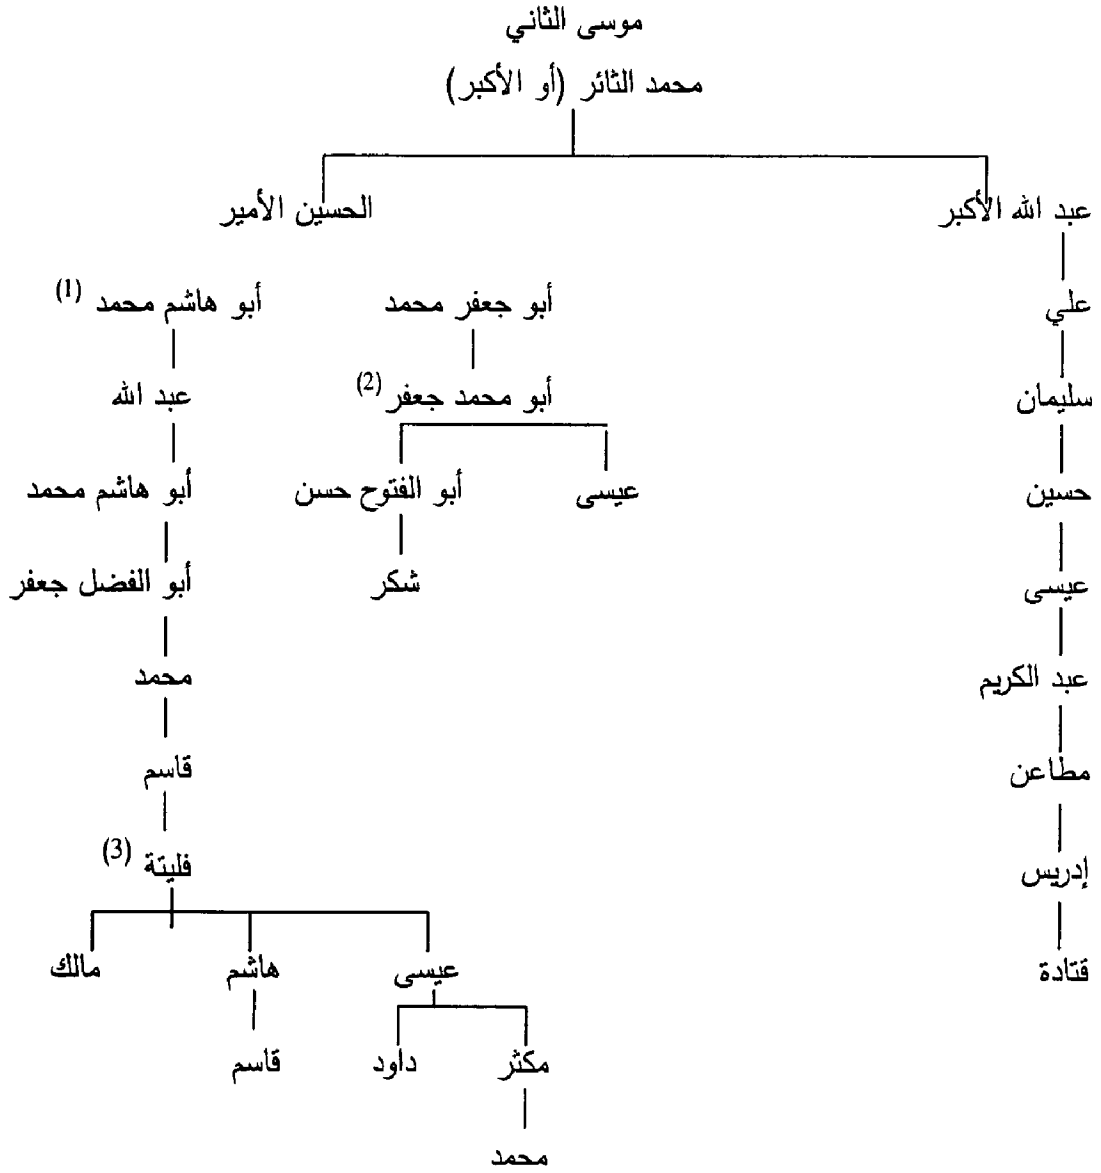 موسى الثاني
محمد الثائر (أو الأكبر)
عبد الله الأكبر
الحسين الأمير
علي
أبو جعفر محمد
أبو هاشم محمد (1)
سليمان
أبو محمد جعفر (2)
عبد الله
حسين
عيسى
أبو الفتوح حسن
أبو هاشم محمد
عيسى
شكر
أبو الفضل جعفر
عبد الكريم
محمد
مطاعن
قاسم
إدريس
فليتة (3)
قتادة
عيسى
هاشم
مالك
مكثر
داود
قاسم
محمد